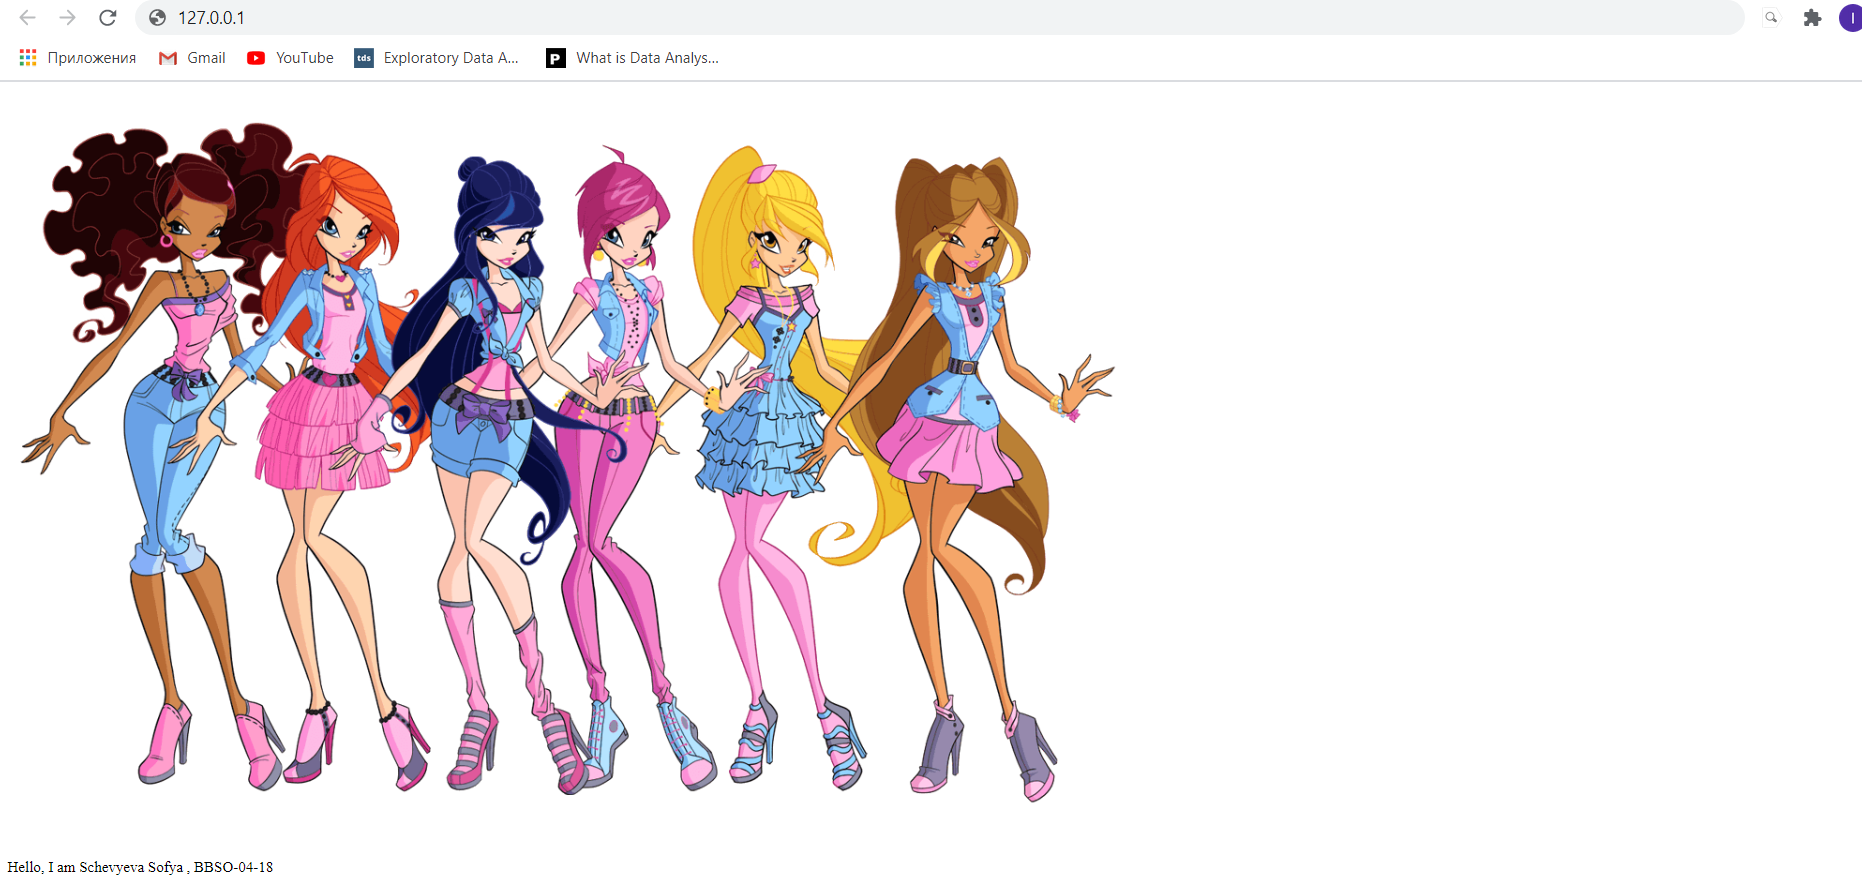 127.0.0.1
I
Приложения Gmail YouTube tds Exploratory Data A... P What is Data Analys...
Hello, I am Schevyeva Sofya , BBSO-04-18